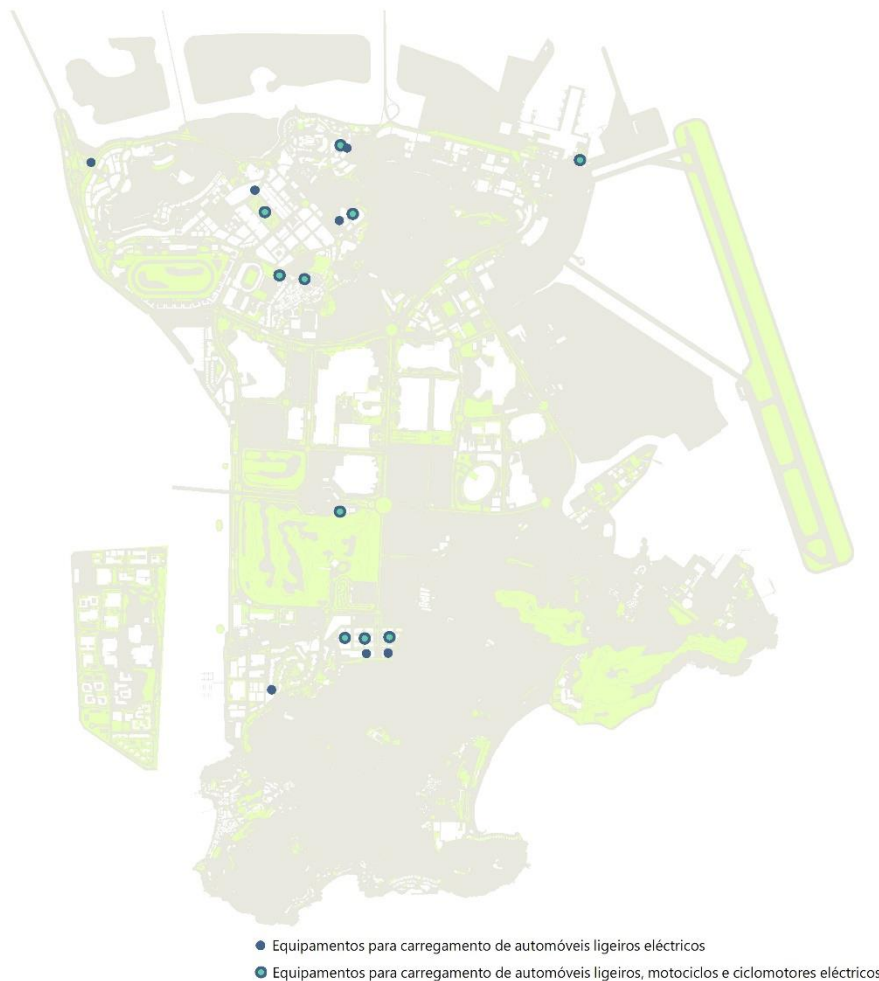 Equipamentos para carregamento de automóveis ligeiros eléctricos
Equipamentos para carregamento de automóveis ligeiros, motociclos e ciclomotores eléctricos